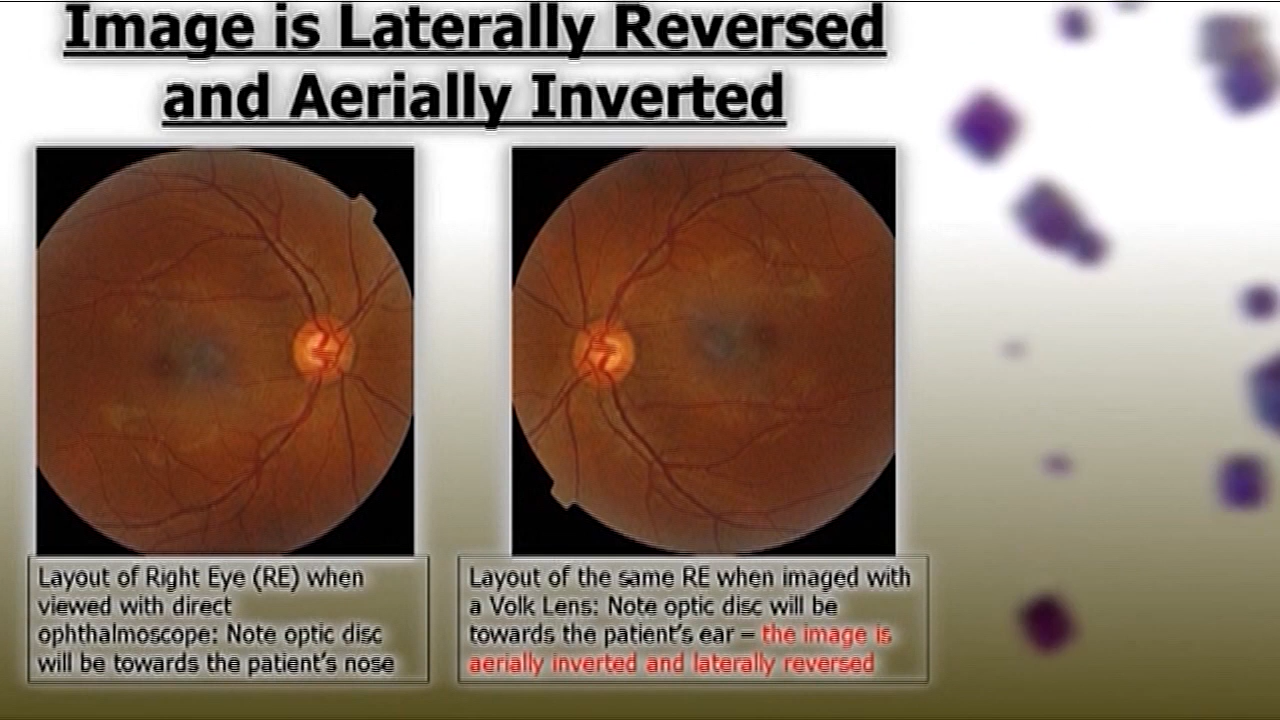 Image is Laterally Reversed
and Aerially Inverted
Layout of Right Eye (RE) when
viewed with direct
ophthalmoscope: Note optic disc
will be towards the patient's nose
Layout of the same RE when imaged with
a Volk Lens: Note optic disc will be
towards the patient's ear – the image is
aerially inverted and laterally reversed